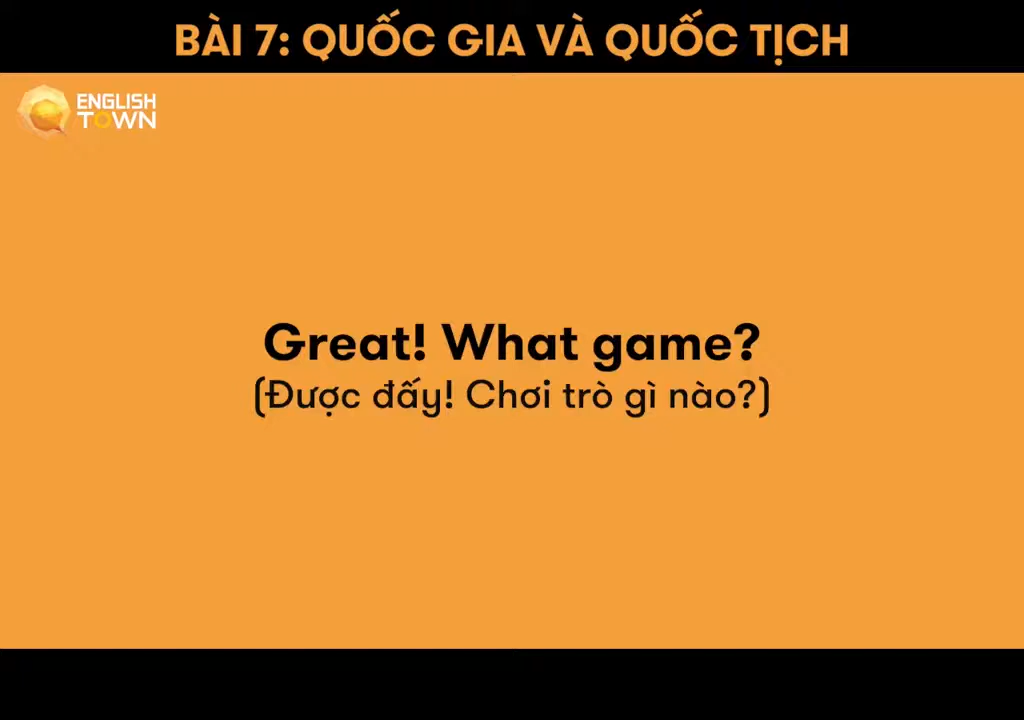 BÀI 7: QUỐC GIA VÀ QUỐC TỊCH
ENGLISH
TOWN
Great! What game?
(Được đấy! Chơi trò gì nào?)